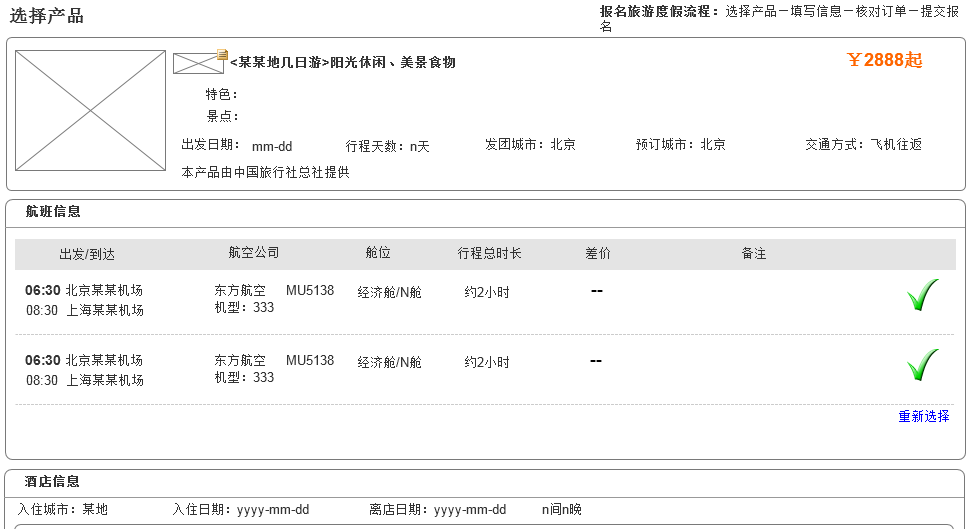 选择产品
报名旅游度假流程：选择产品－填写信息－核对订单－提交报
名
<某某地几日游>阳光休闲、美景食物
￥2888起
特色：
景点：
出发日期： mm-dd 行程天数：n天 发团城市：北京 预订城市：北京 交通方式：飞机往返
本产品由中国旅行社总社提供
航班信息
出发/到达 航空公司 舱位 行程总时长 差价 备注
06:30 北京某某机场 东方航空 MU5138 经济舱/N舱 约2小时 --
08:30 上海某某机场 机型：333
06:30 北京某某机场 东方航空 MU5138 经济舱/N舱 约2小时 --
08:30 上海某某机场 机型：333
重新选择
酒店信息
入住城市：某地 入住日期：yyyy-mm-dd 离店日期：yyyy-mm-dd n间n晚